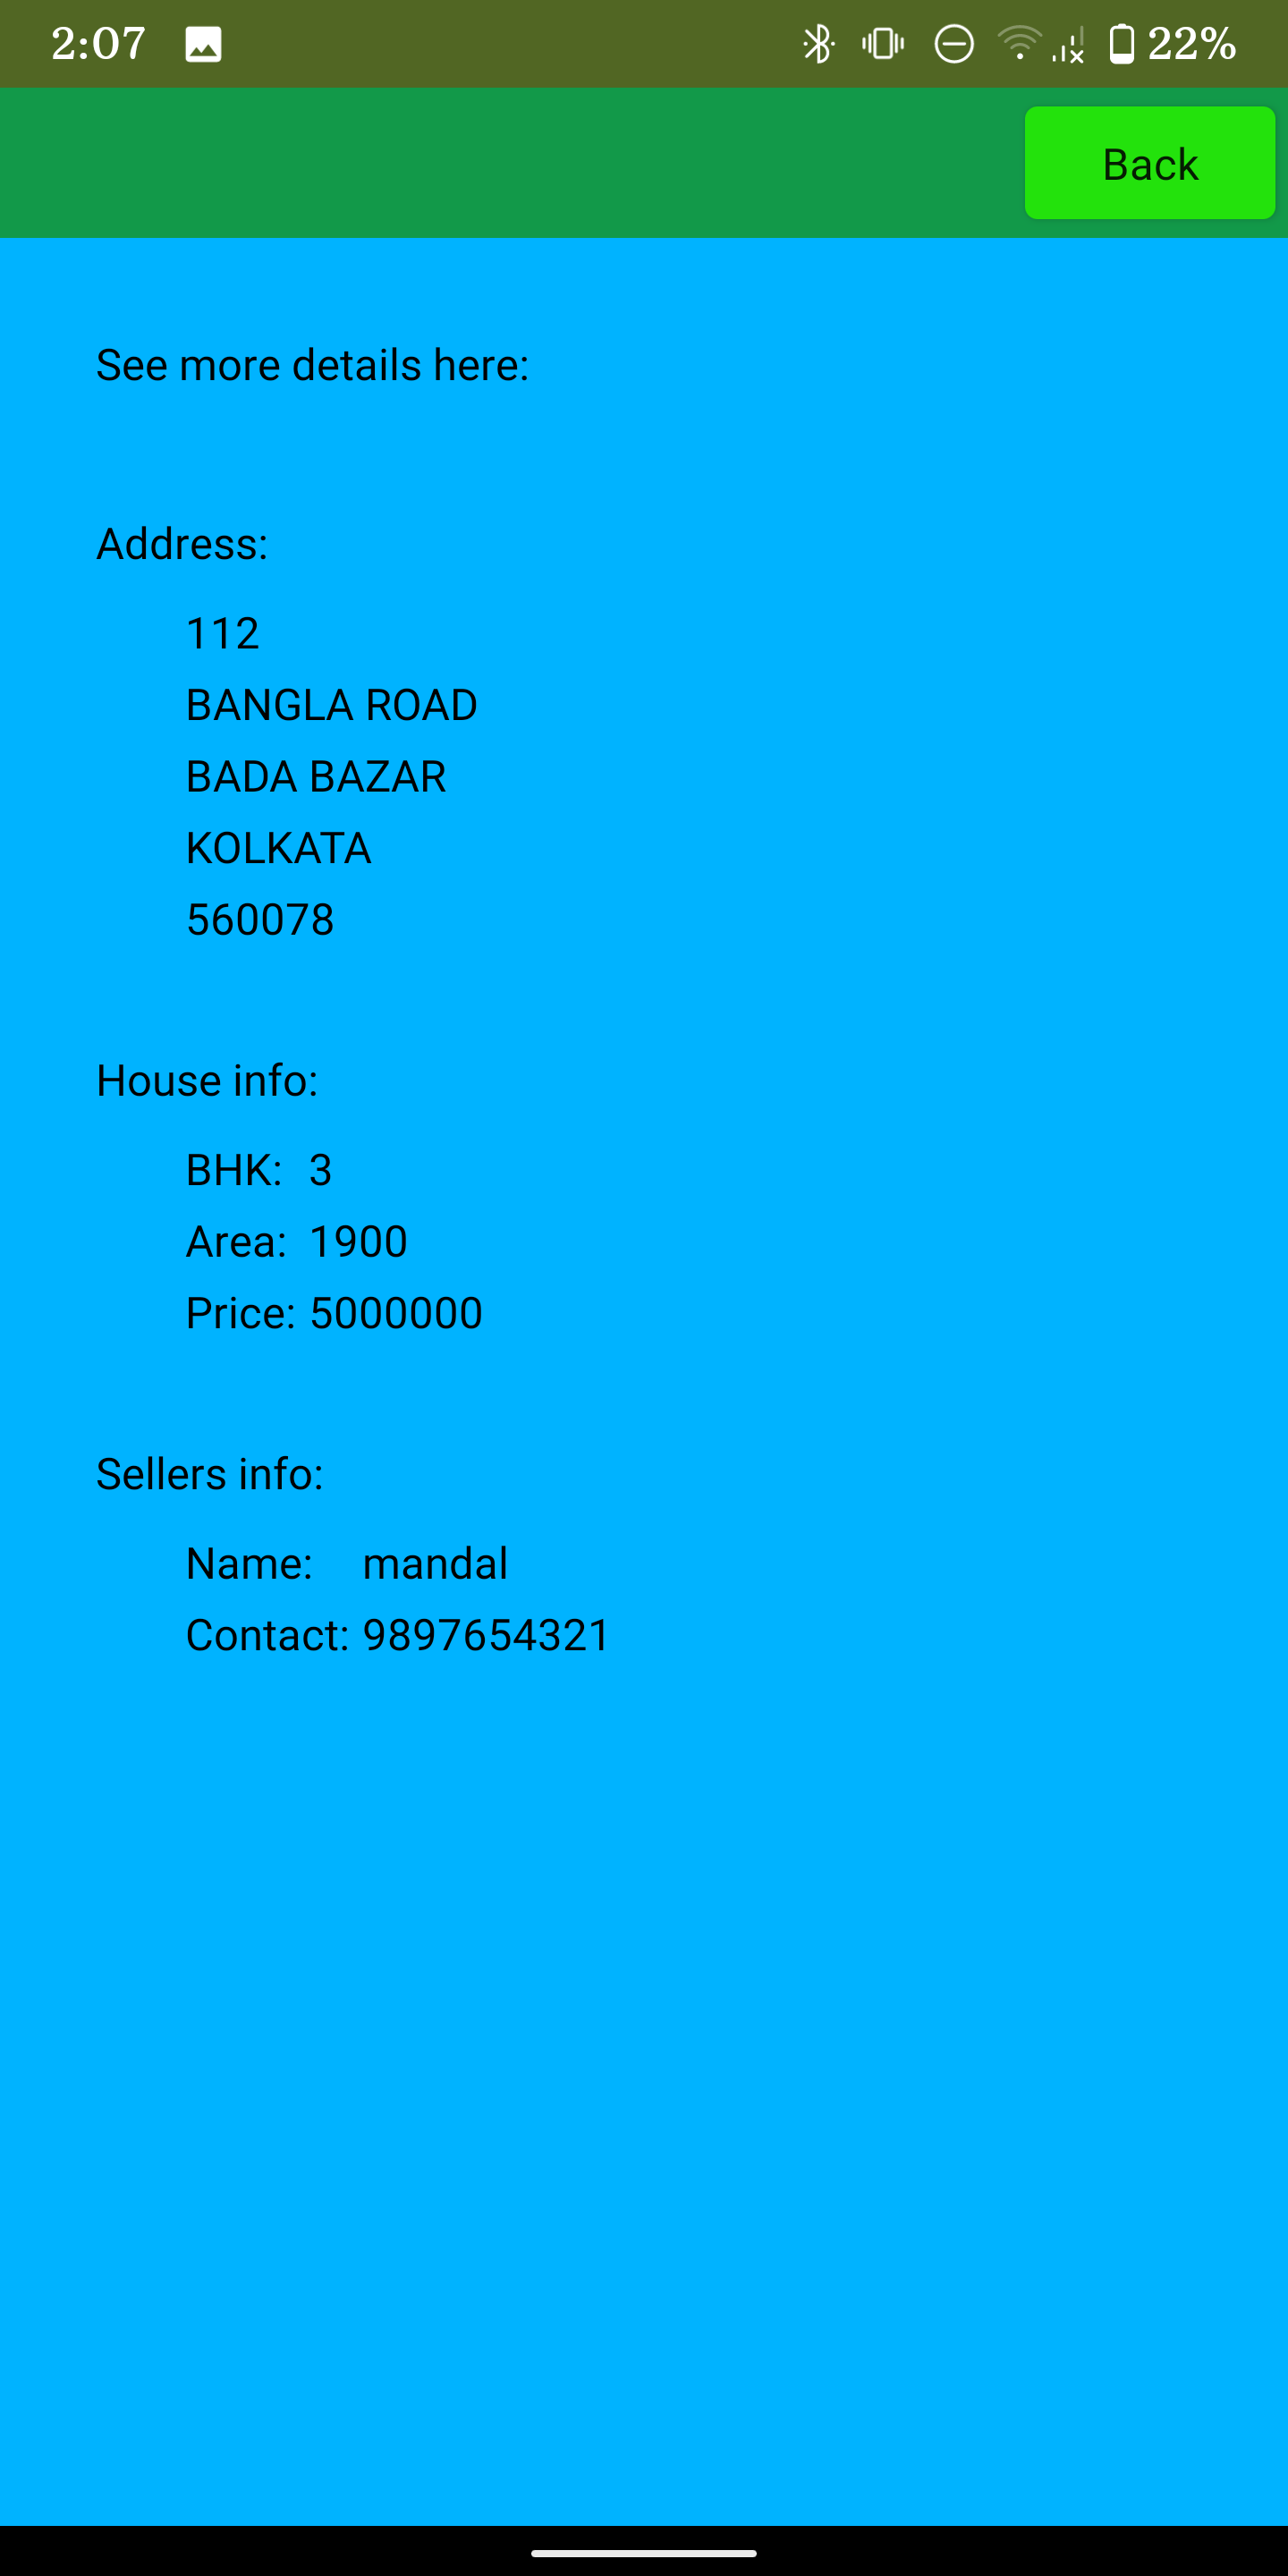 2:07 22%
Back
See more details here:
Address:
112
BANGLA ROAD
BADA BAZAR
KOLKATA
560078
House info:
BHK: 3
Area: 1900
Price: 5000000
Sellers info:
Name: mandal
Contact: 9897654321